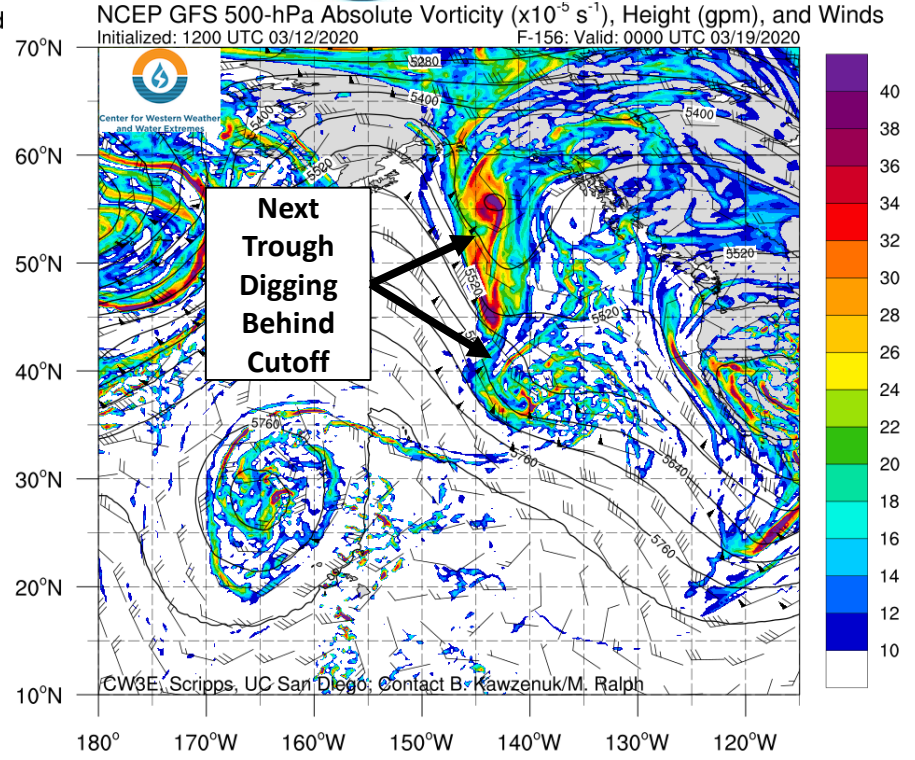 d
NCEP GFS 500-hPa Absolute Vorticity (x10-5 s-1), Height (gpm), and Winds
Initialized: 1200 UTC 03/12/2020
F-156: Valid: 0000 UTC 03/19/2020
Center for Western Weather
and Water Extremes
Next
Trough
Digging
Behind
Cutoff
5280
5400
5400
5400
5520
5520
5520
5520
5760
5760
5640
5760
CW3E, Scripps, UC San Diego; Contact B. Kawzenuk/M. Ralph
70°N
60°N
50°N
40°N
30°N
20°N
10°N
180°
170°W
160°W
150°W
140°W
130°W
120°W
40
38
36
34
32
30
28
26
24
22
20
18
16
14
12
10